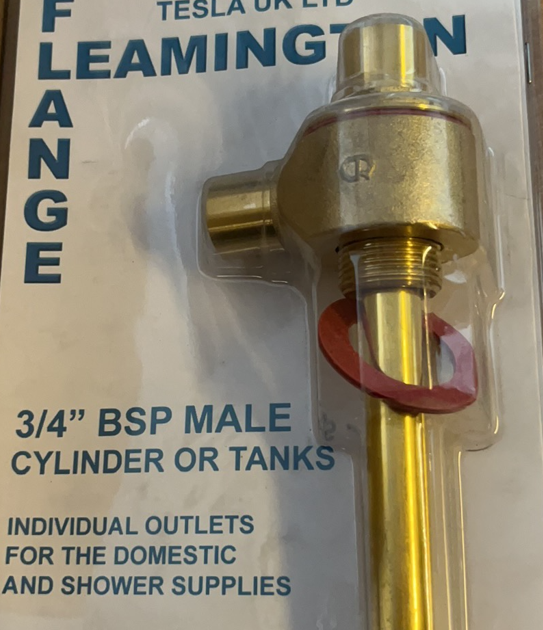 TESLA UK LTD
LEAMINGTON
FLANGE
3/4” BSP MALE
CYLINDER OR TANKS
INDIVIDUAL OUTLETS
FOR THE DOMESTIC
AND SHOWER SUPPLIES